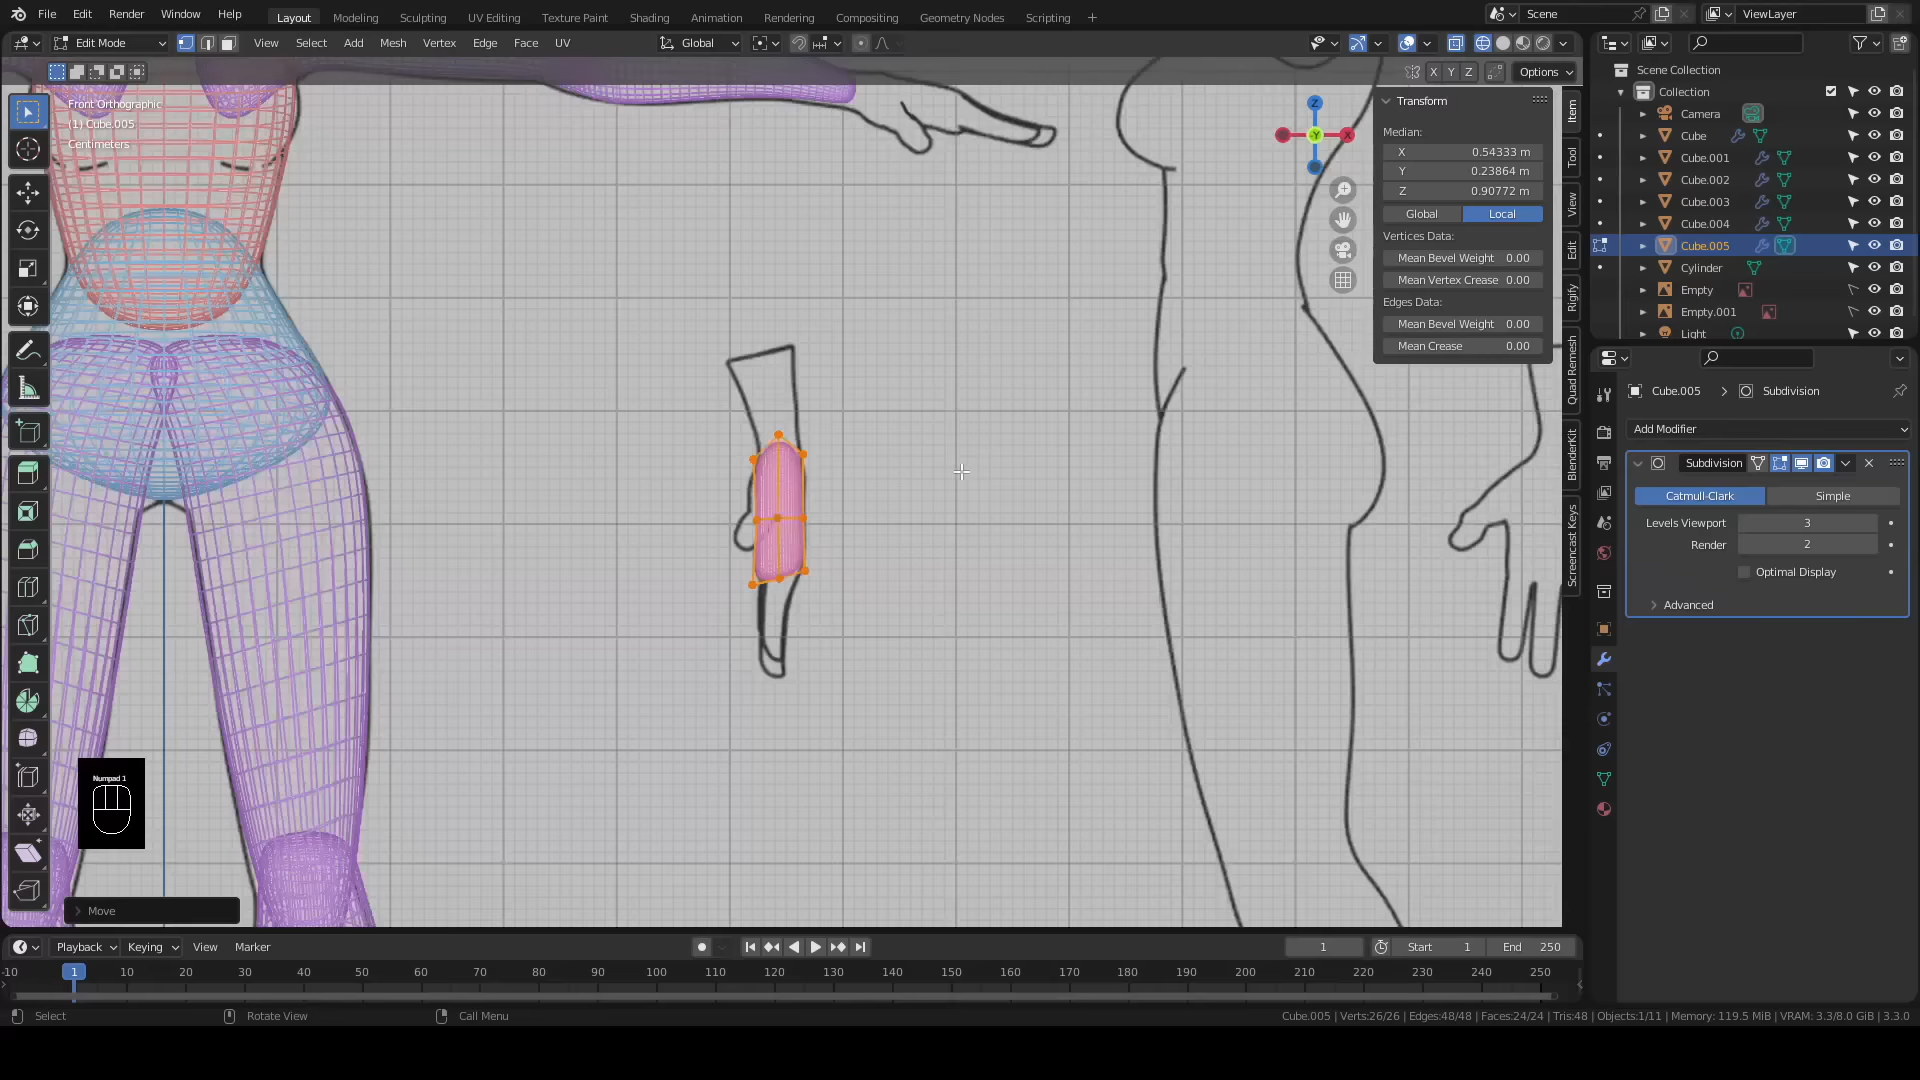 File Edit Render Window Help Layout Modeling Sculpting UV Editing Texture Paint Shading Animation Rendering Compositing Geometry Nodes Scripting + Scene ViewLayer
Edit Mode View Select Add Mesh Vertex Edge Face UV Global
X Y Z Options
Front Orthographic
(1) Cube.005
Centimeters
Z
Y
X
Transform
Median:
X 0.54333 m
Y 0.23864 m
Z 0.90772 m
Global Local
Vertices Data:
Mean Bevel Weight 0.00
Mean Vertex Crease 0.00
Edges Data:
Mean Bevel Weight 0.00
Mean Crease 0.00
Item
Tool
View
Edit
Rigify
Quad Remesh
BlenderKit
Screencast Keys
Scene Collection
Collection
Camera
Cube
Cube.001
Cube.002
Cube.003
Cube.004
Cube.005
Cylinder
Empty
Empty.001
Light
Cube.005 > Subdivision
Add Modifier
Subdivision
Catmull-Clark Simple
Levels Viewport 3
Render 2
Optimal Display
Advanced
Numpad 1
Move
Playback Keying View Marker 1 Start 1 End 250
-10 1 10 20 30 40 50 60 70 80 90 100 110 120 130 140 150 160 170 180 190 200 210 220 230 240 250
Select Rotate View Call Menu Cube.005 | Verts:26/26 | Edges:48/48 | Faces:24/24 | Tris:48 | Objects:1/11 | Memory: 119.5 MiB | VRAM: 3.3/8.0 GiB | 3.3.0